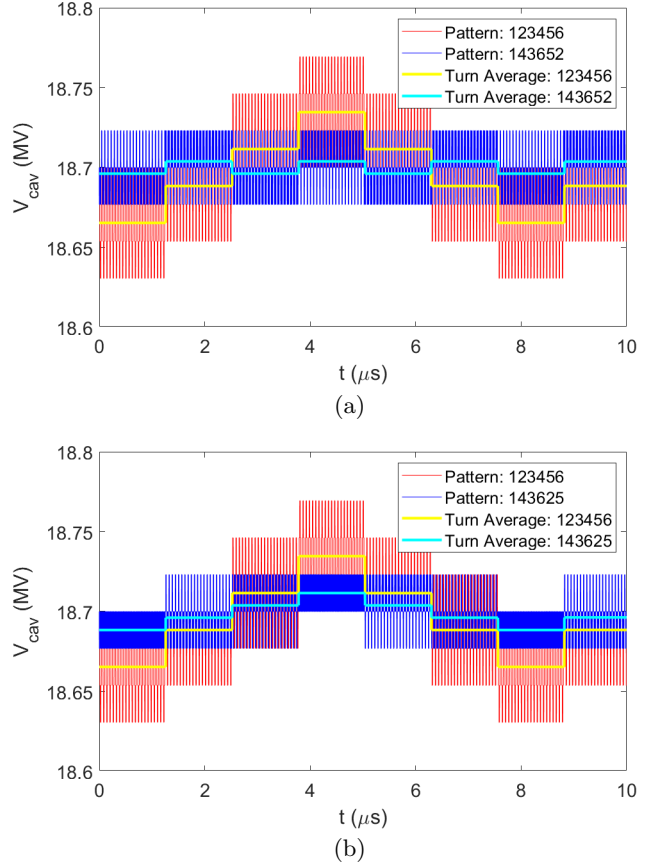 18.8
18.75
18.7
18.65
18.6
V_cav (MV)
Pattern: 123456
Pattern: 143652
Turn Average: 123456
Turn Average: 143652
0 2 4 6 8 10
t (μs)
(a)
18.8
18.75
18.7
18.65
18.6
V_cav (MV)
Pattern: 123456
Pattern: 143625
Turn Average: 123456
Turn Average: 143625
0 2 4 6 8 10
t (μs)
(b)